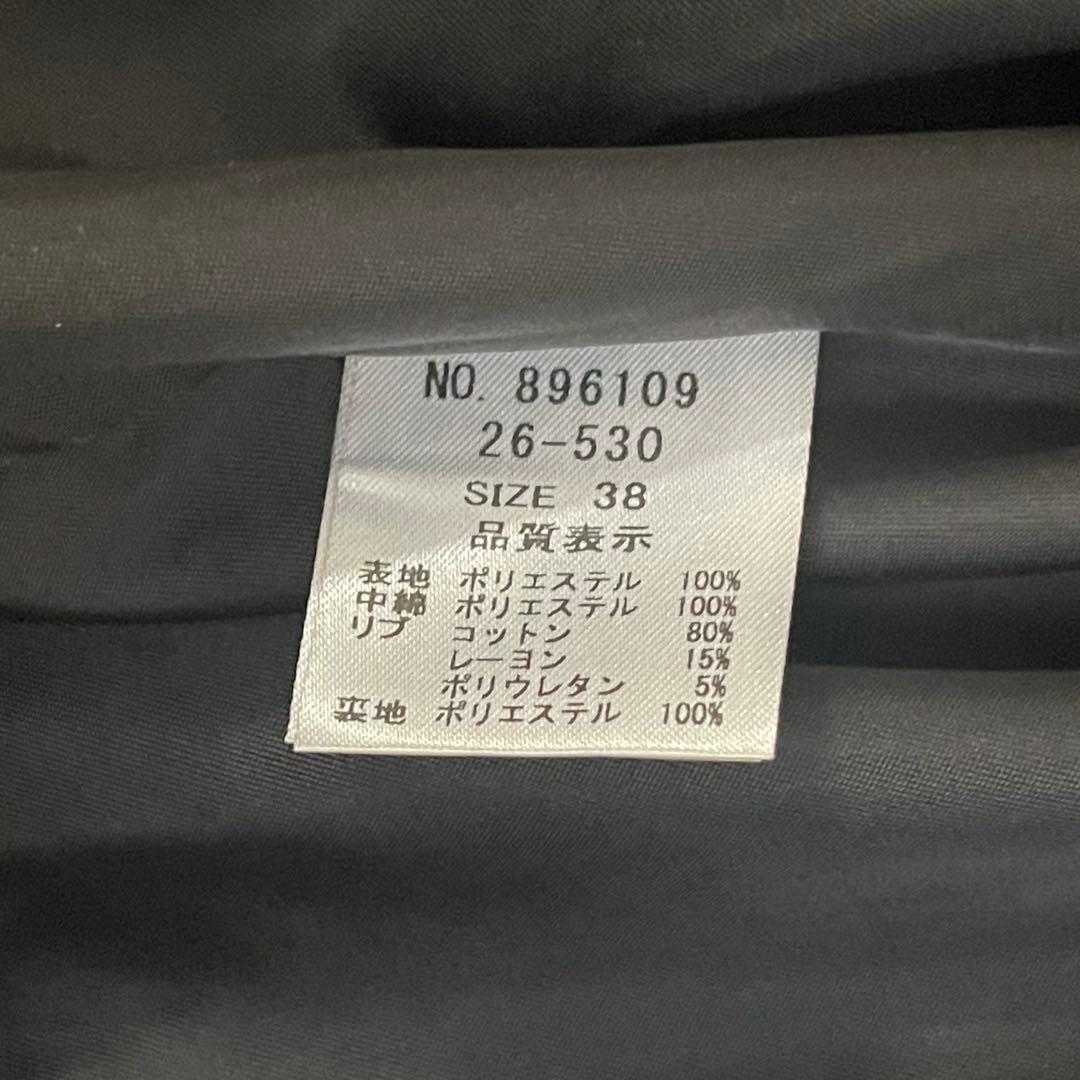 NO. 896109
26-530
SIZE 38
品質表示
表地 ポリエステル 100%
中綿 ポリエステル 100%
リブ コットン 80%
レーヨン 15%
ポリウレタン 5%
裏地 ポリエステル 100%